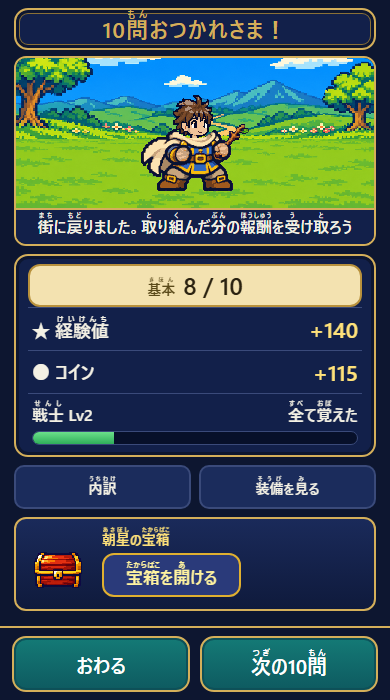 10問おつかれさま！
街に戻りました。取り組んだ分の報酬を受け取ろう
基本 8 / 10
★ 経験値 +140
● コイン +115
戦士 Lv2 全て覚えた
内訳 装備を見る
朝星の宝箱
宝箱を開ける
おわる 次の10問